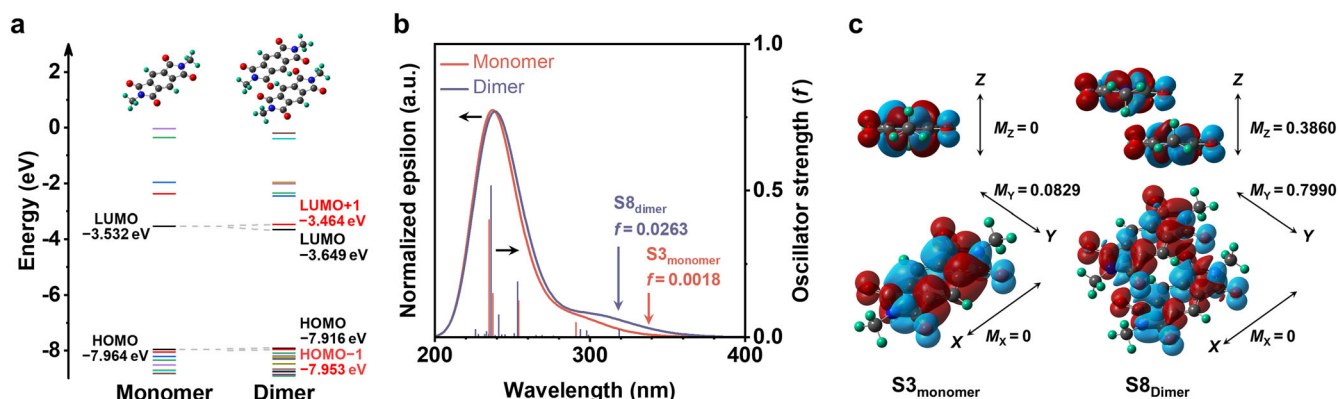 a
Energy (eV)
2
0
−2
−4
−6
−8
LUMO
−3.532 eV
HOMO
−7.964 eV
LUMO+1
−3.464 eV
LUMO
−3.649 eV
HOMO
−7.916 eV
HOMO−1
−7.953 eV
Monomer
Dimer
b
Normalized epsilon (a.u.)
Monomer
Dimer
S8dimer
f = 0.0263
S3monomer
f = 0.0018
1.0
0.5
0.0
Oscillator strength (f)
200
250
300
350
400
Wavelength (nm)
c
Z
MZ = 0
MY = 0.0829
Y
X
MX = 0
S3monomer
Z
MZ = 0.3860
MY = 0.7990
Y
X
MX = 0
S8Dimer